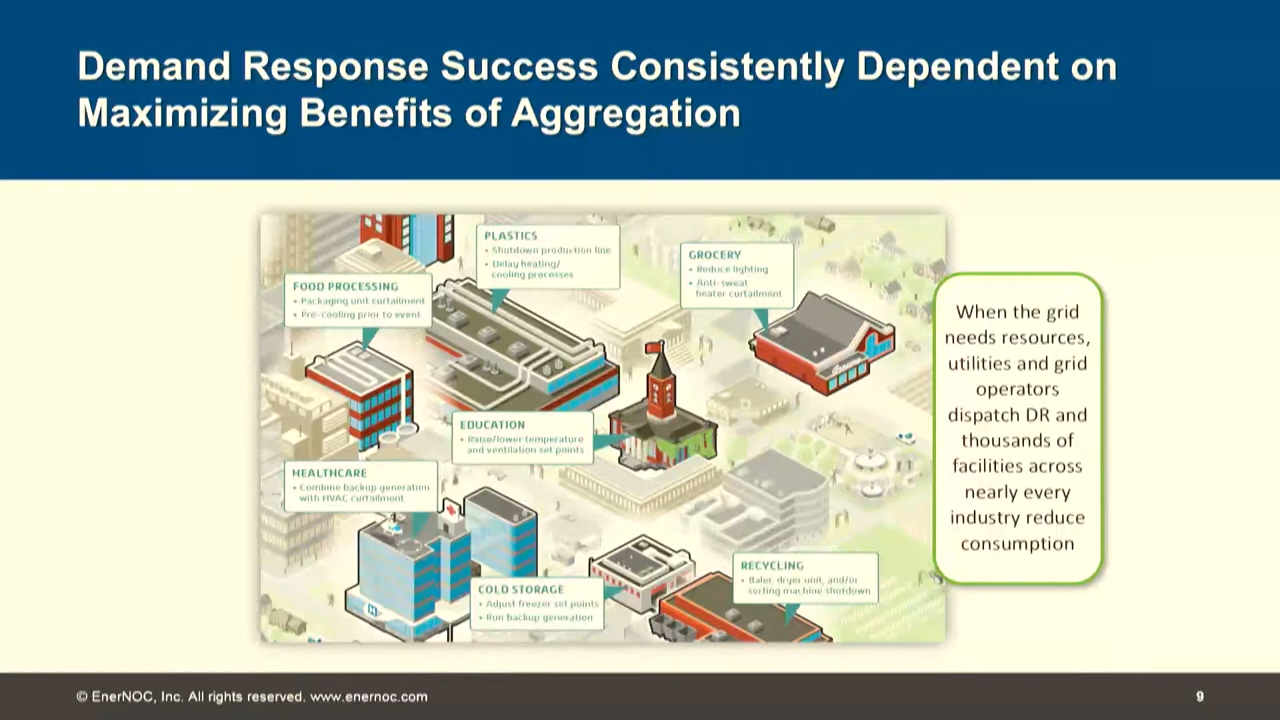 Demand Response Success Consistently Dependent on
Maximizing Benefits of Aggregation
PLASTICS
• Shutdown production line
• Delay heating/
cooling processes
GROCERY
• Reduce lighting
• Anti-sweat
heater curtailment
FOOD PROCESSING
• Packaging unit curtailment
• Pre-cooling prior to event
EDUCATION
• Raise/lower temperature
and ventilation set points
HEALTHCARE
• Combine backup generation
with HVAC curtailment
COLD STORAGE
• Adjust freezer set points
• Run backup generation
RECYCLING
• Baler, dryer unit, and/or
sorting machine shutdown
H
When the grid
needs resources,
utilities and grid
operators
dispatch DR and
thousands of
facilities across
nearly every
industry reduce
consumption
© EnerNOC, Inc. All rights reserved. www.enernoc.com
9